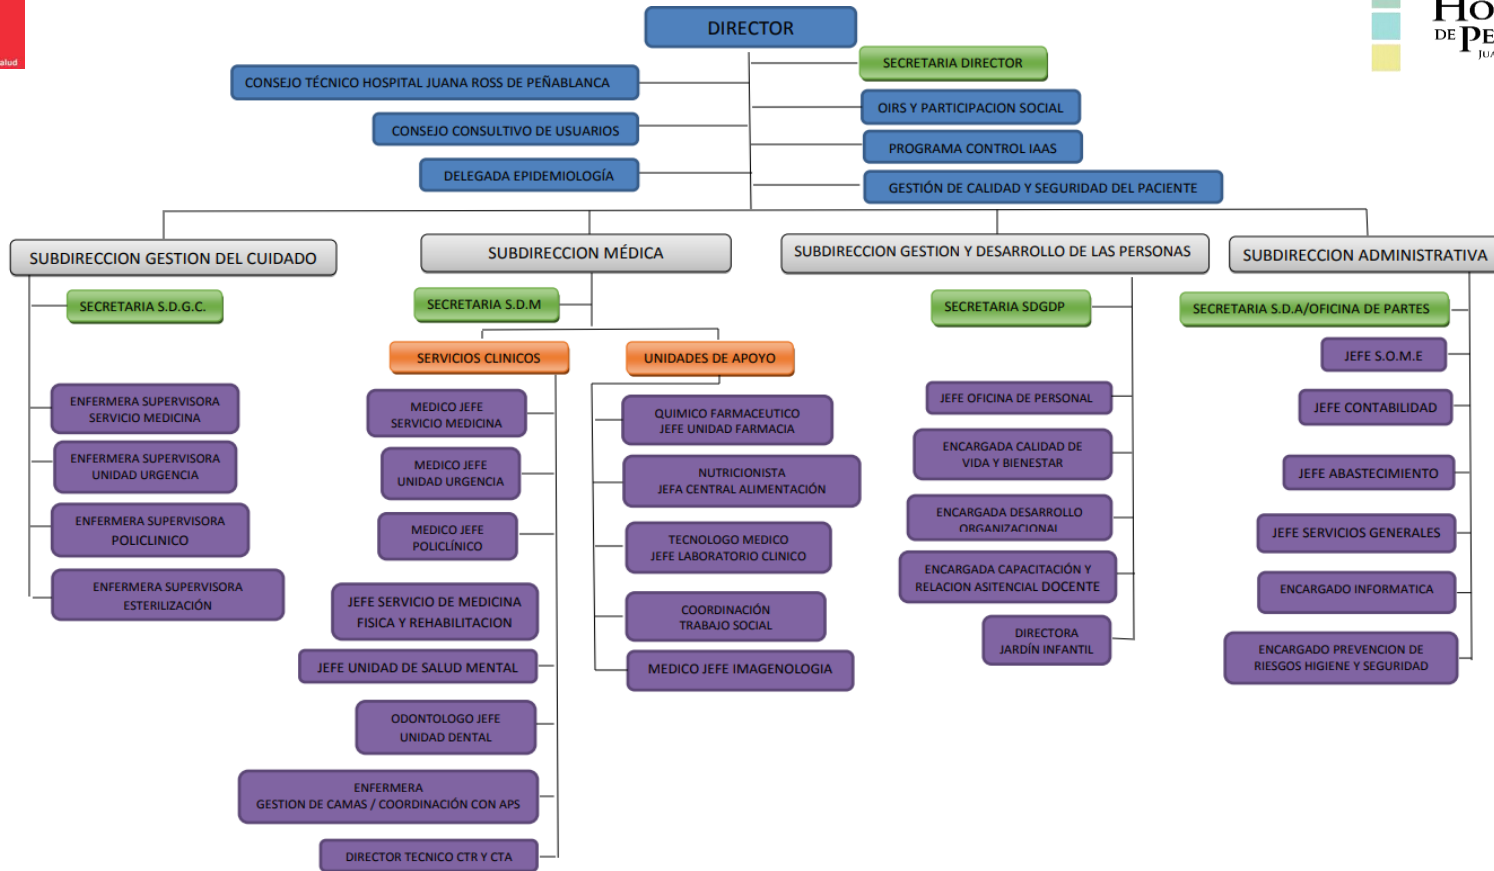 alud
HO
DE PE
JUA
DIRECTOR
SECRETARIA DIRECTOR
CONSEJO TÉCNICO HOSPITAL JUANA ROSS DE PEÑABLANCA
OIRS Y PARTICIPACION SOCIAL
CONSEJO CONSULTIVO DE USUARIOS
PROGRAMA CONTROL IAAS
DELEGADA EPIDEMIOLOGÍA
GESTIÓN DE CALIDAD Y SEGURIDAD DEL PACIENTE
SUBDIRECCION GESTION DEL CUIDADO
SECRETARIA S.D.G.C.
ENFERMERA SUPERVISORA
SERVICIO MEDICINA
ENFERMERA SUPERVISORA
UNIDAD URGENCIA
ENFERMERA SUPERVISORA
POLICLINICO
ENFERMERA SUPERVISORA
ESTERILIZACIÓN
SUBDIRECCION MÉDICA
SECRETARIA S.D.M
SERVICIOS CLINICOS
MEDICO JEFE
SERVICIO MEDICINA
MEDICO JEFE
UNIDAD URGENCIA
MEDICO JEFE
POLICLÍNICO
JEFE SERVICIO DE MEDICINA
FISICA Y REHABILITACION
JEFE UNIDAD DE SALUD MENTAL
ODONTOLOGO JEFE
UNIDAD DENTAL
ENFERMERA
GESTION DE CAMAS / COORDINACIÓN CON APS
DIRECTOR TECNICO CTR Y CTA
UNIDADES DE APOYO
QUIMICO FARMACEUTICO
JEFE UNIDAD FARMACIA
NUTRICIONISTA
JEFA CENTRAL ALIMENTACIÓN
TECNOLOGO MEDICO
JEFE LABORATORIO CLINICO
COORDINACIÓN
TRABAJO SOCIAL
MEDICO JEFE IMAGENOLOGIA
SUBDIRECCION GESTION Y DESARROLLO DE LAS PERSONAS
SECRETARIA SDGDP
JEFE OFICINA DE PERSONAL
ENCARGADA CALIDAD DE
VIDA Y BIENESTAR
ENCARGADA DESARROLLO
ORGANIZACIONAL
ENCARGADA CAPACITACIÓN Y
RELACION ASITENCIAL DOCENTE
DIRECTORA
JARDÍN INFANTIL
SUBDIRECCION ADMINISTRATIVA
SECRETARIA S.D.A/OFICINA DE PARTES
JEFE S.O.M.E
JEFE CONTABILIDAD
JEFE ABASTECIMIENTO
JEFE SERVICIOS GENERALES
ENCARGADO INFORMATICA
ENCARGADO PREVENCION DE
RIESGOS HIGIENE Y SEGURIDAD